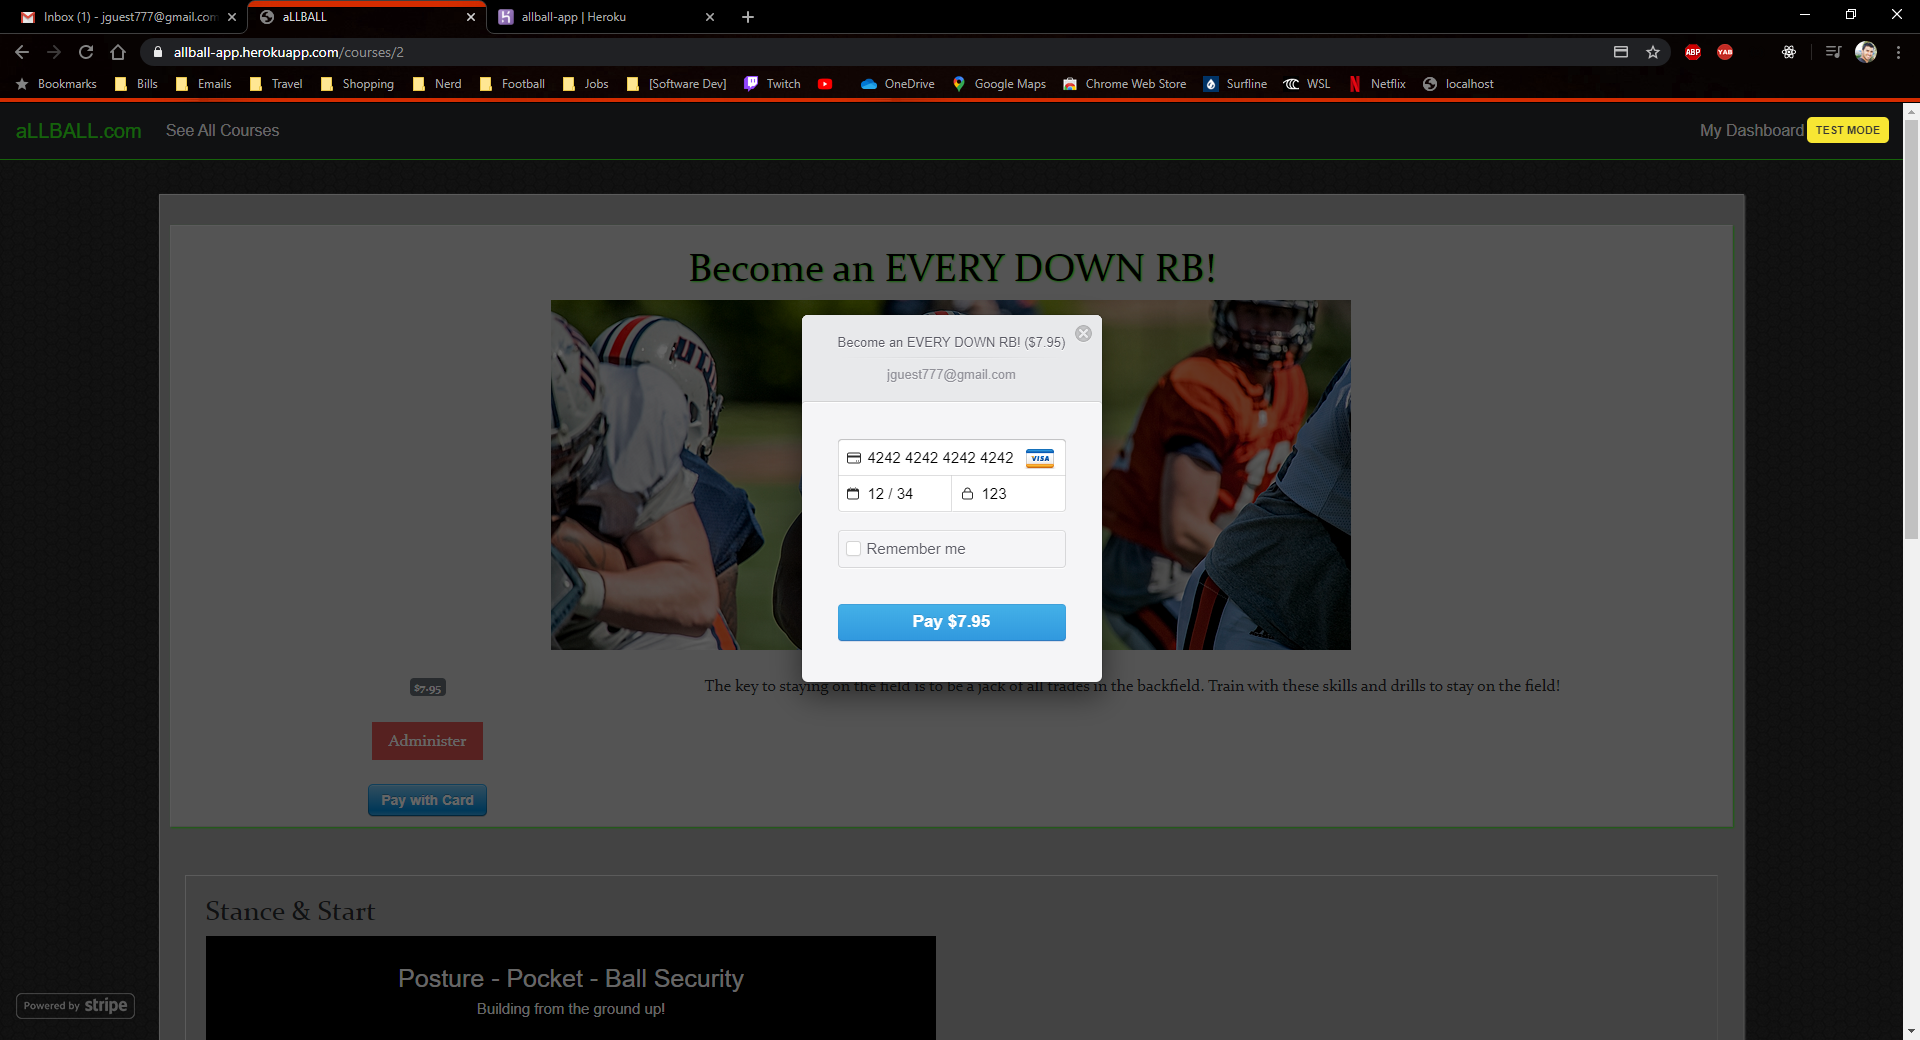 Inbox (1) - jguest777@gmail.com
aLLBALL
allball-app | Heroku
allball-app.herokuapp.com/courses/2
ABP
YAB
Bookmarks Bills Emails Travel Shopping Nerd Football Jobs [Software Dev] Twitch OneDrive Google Maps Chrome Web Store Surfline WSL Netflix localhost
aLLBALL.com See All Courses My Dashboard TEST MODE
Become an EVERY DOWN RB!
Become an EVERY DOWN RB! ($7.95)
jguest777@gmail.com
4242 4242 4242 4242 VISA
12 / 34 123
Remember me
Pay $7.95
$7.95
The key to staying on the field is to be a jack of all trades in the backfield. Train with these skills and drills to stay on the field!
Administer
Pay with Card
Stance & Start
Posture - Pocket - Ball Security
Building from the ground up!
Powered by stripe